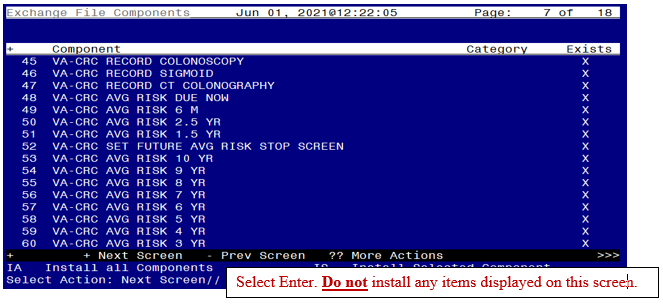 Exchange File Components Jun 01, 2021@12:22:05 Page: 7 of 18
+ Component Category Exists
45 VA-CRC RECORD COLONOSCOPY X
46 VA-CRC RECORD SIGMOID X
47 VA-CRC RECORD CT COLONOGRAPHY X
48 VA-CRC AVG RISK DUE NOW X
49 VA-CRC AVG RISK 6 M X
50 VA-CRC AVG RISK 2.5 YR X
51 VA-CRC AVG RISK 1.5 YR X
52 VA-CRC SET FUTURE AVG RISK STOP SCREEN X
53 VA-CRC AVG RISK 10 YR X
54 VA-CRC AVG RISK 9 YR X
55 VA-CRC AVG RISK 8 YR X
56 VA-CRC AVG RISK 7 YR X
57 VA-CRC AVG RISK 6 YR X
58 VA-CRC AVG RISK 5 YR X
59 VA-CRC AVG RISK 4 YR X
60 VA-CRC AVG RISK 3 YR X
+ + Next Screen - Prev Screen ?? More Actions >>>
IA Install all Components IS Install Selected Component
Select Action: Next Screen//
Select Enter. Do not install any items displayed on this screen.